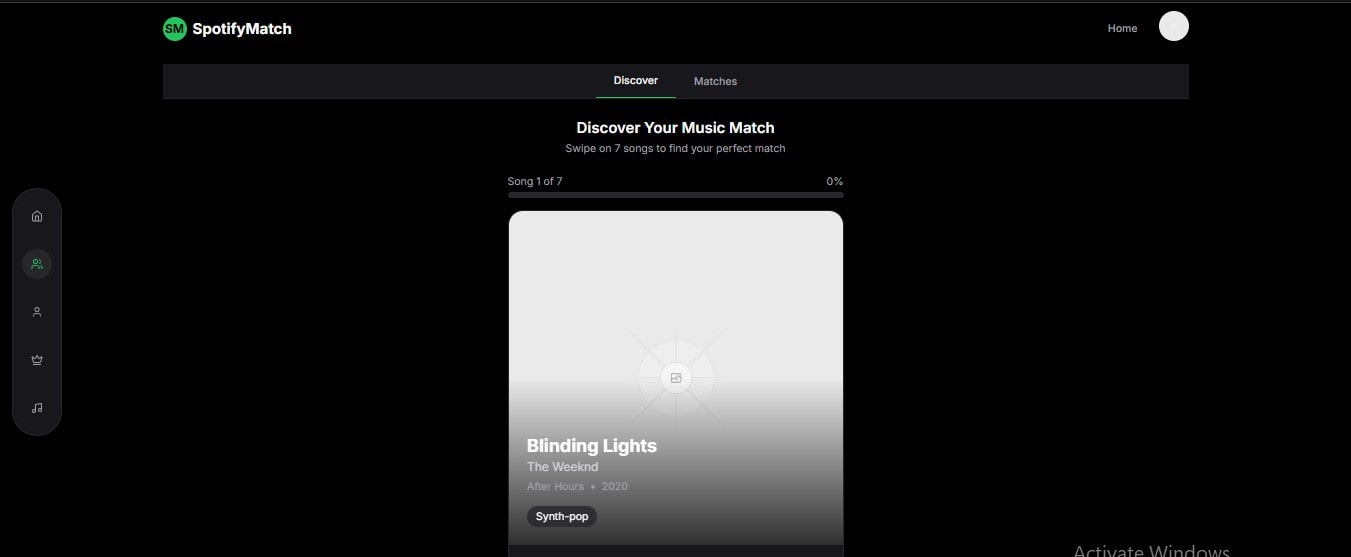 SM SpotifyMatch
Home
Discover Matches
Discover Your Music Match
Swipe on 7 songs to find your perfect match
Song 1 of 7 0%
Blinding Lights
The Weeknd
After Hours • 2020
Synth-pop
Activate Windows